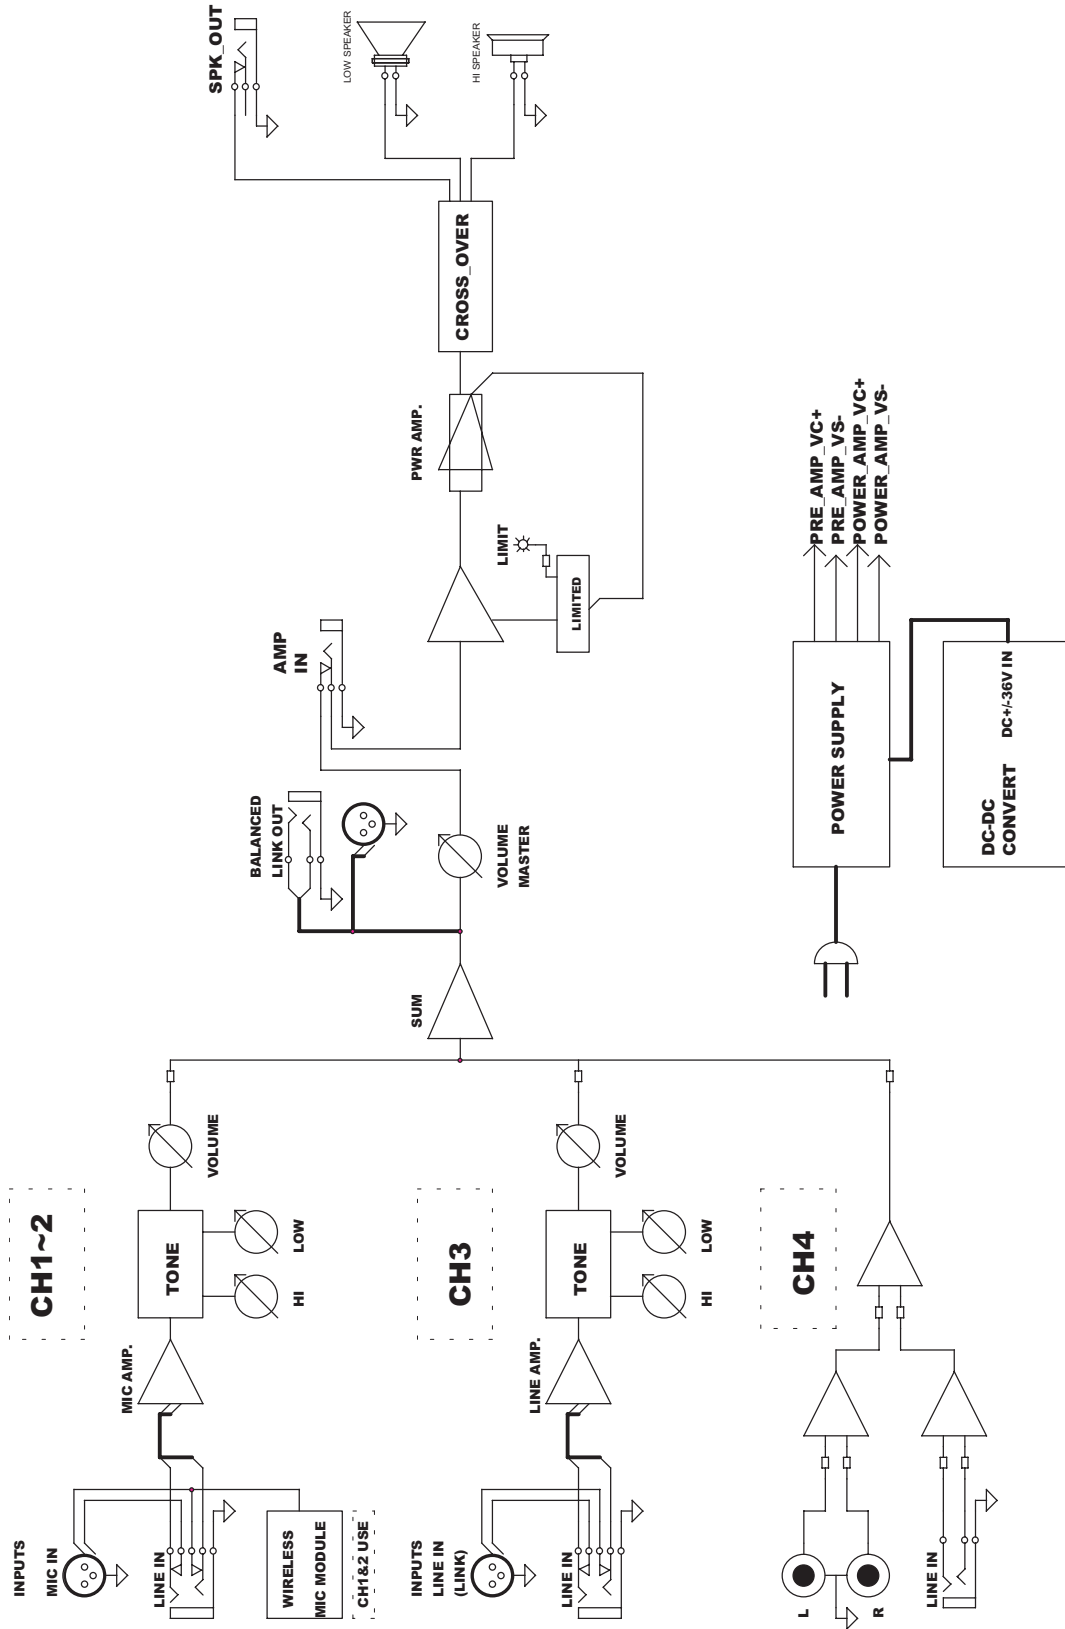 INPUTS
MIC IN
LINE IN
WIRELESS
MIC MODULE
CH1&2 USE
MIC AMP.
CH1~2
TONE
HI
LOW
VOLUME
INPUTS
LINE IN
(LINK)
LINE IN
LINE AMP.
CH3
TONE
HI
LOW
VOLUME
L
R
LINE IN
CH4
SUM
BALANCED
LINK OUT
VOLUME
MASTER
AMP
IN
LIMIT
LIMITED
PWR AMP.
CROSS_OVER
SPK_OUT
LOW SPEAKER
HI SPEAKER
POWER SUPPLY
PRE_AMP_VC+
PRE_AMP_VS-
POWER_AMP_VC+
POWER_AMP_VS-
DC-DC
CONVERT
DC+/-36V IN